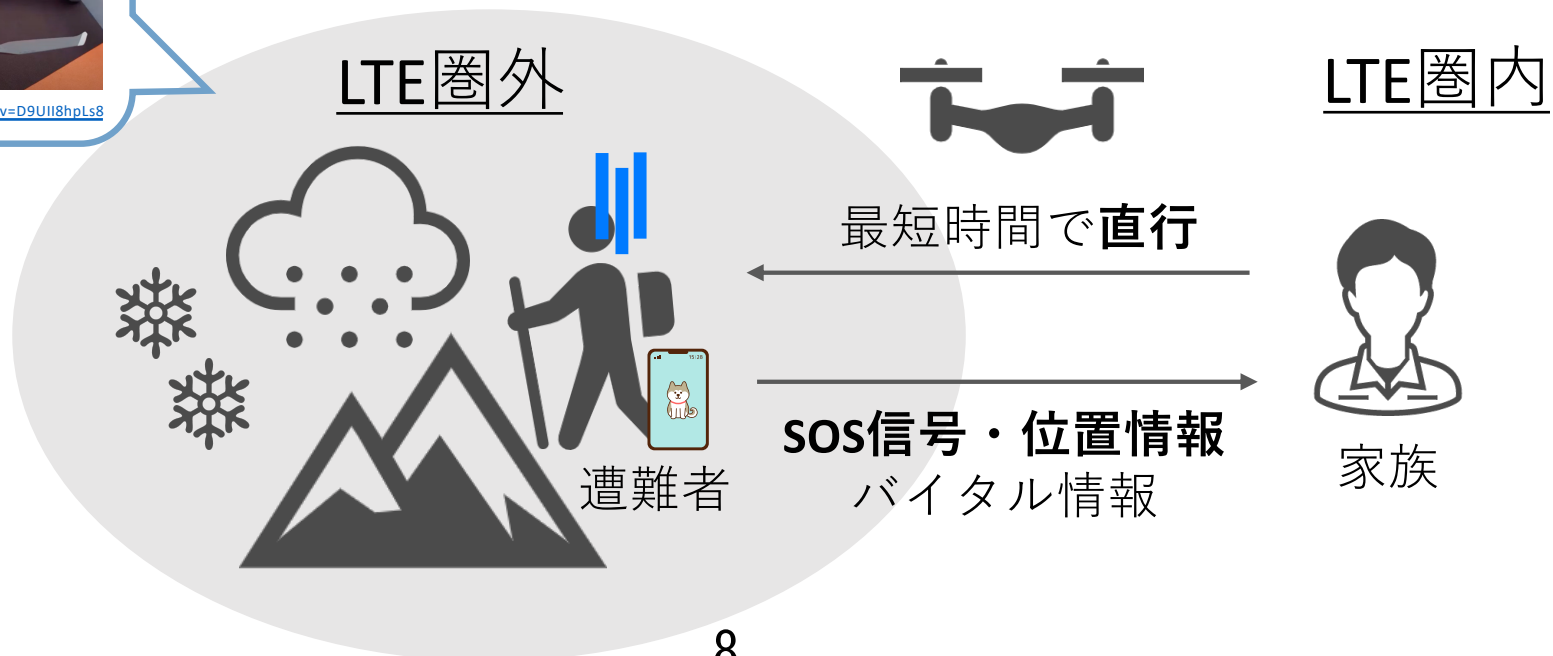 LTE圏外
LTE圏内
v=D9UII8hpLs8
最短時間で直行
15:28
SOS信号・位置情報
バイタル情報
遭難者
家族
8